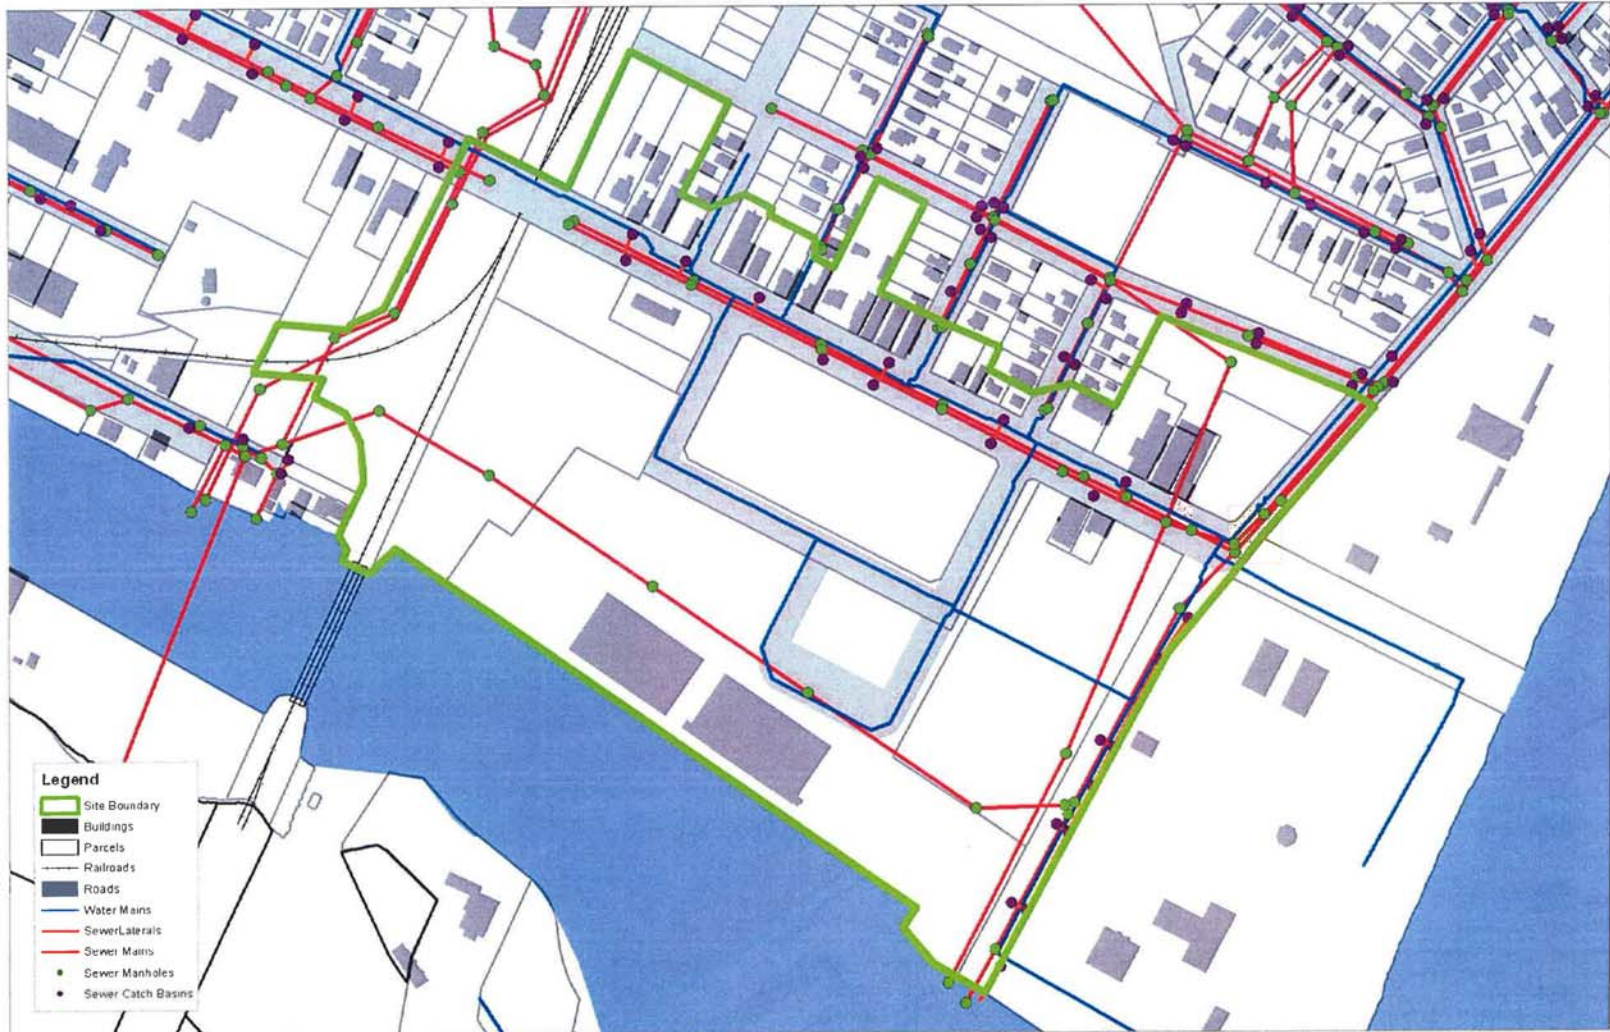 Legend
Site Boundary
Buildings
Parcels
Railroads
Roads
Water Mains
SewerLaterals
Sewer Mains
Sewer Manholes
Sewer Catch Basins